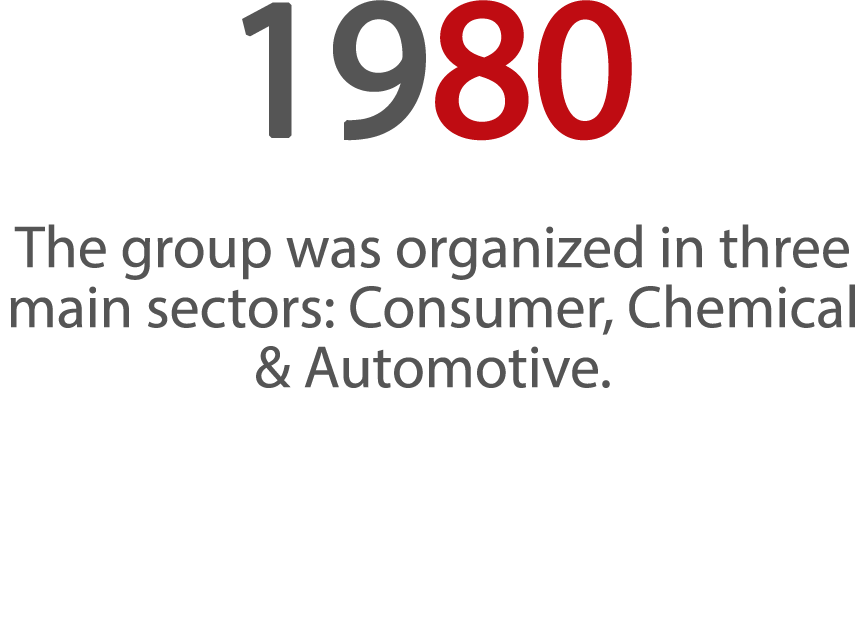 1980
The group was organized in three
main sectors: Consumer, Chemical
& Automotive.